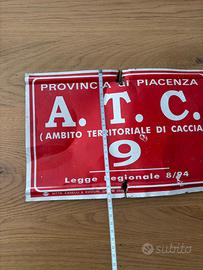 PROVINCIA di PIACENZA
A. T. C.
( AMBITO TERRITORIALE DI CACCIA
9
Legge Regionale 8/94
subito